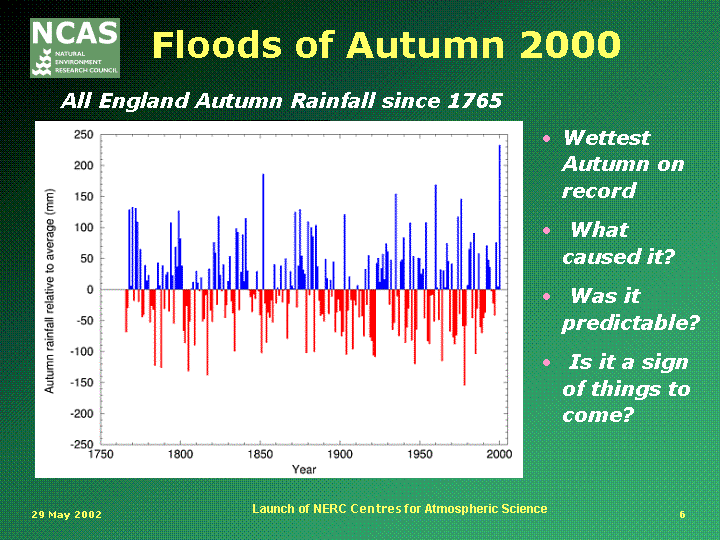 NCAS
NATURAL
ENVIRONMENT
RESEARCH COUNCIL
Floods of Autumn 2000
All England Autumn Rainfall since 1765
250
200
150
100
50
0
-50
-100
-150
-200
-250
Autumn rainfall relative to average (mm)
1750 1800 1850 1900 1950 2000
Year
• Wettest
Autumn on
record
• What
caused it?
• Was it
predictable?
• Is it a sign
of things to
come?
29 May 2002
Launch of NERC Centres for Atmospheric Science
6